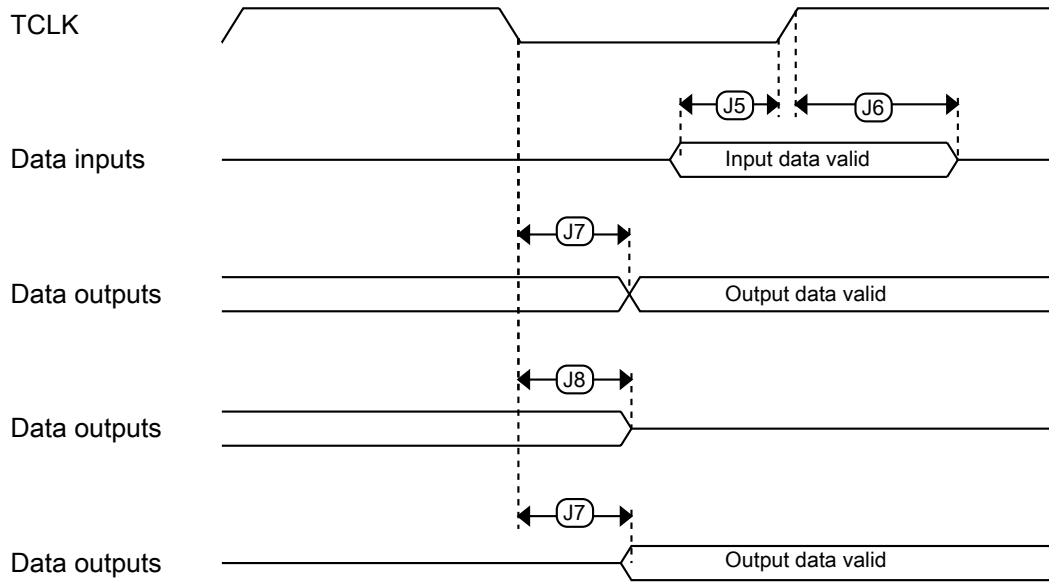 TCLK
J5
J6
Data inputs
Input data valid
J7
Data outputs
Output data valid
J8
Data outputs
J7
Data outputs
Output data valid